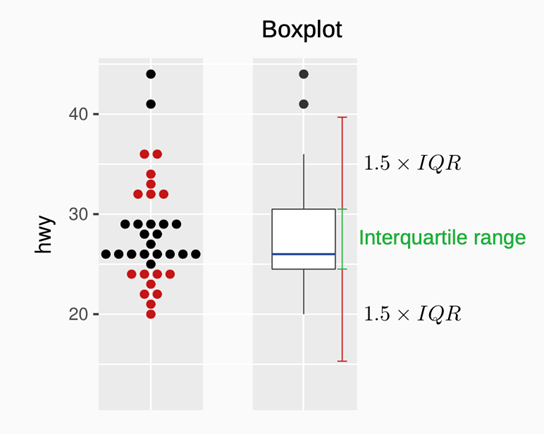 Boxplot
40
30
20
hwy
1.5 × IQR
Interquartile range
1.5 × IQR